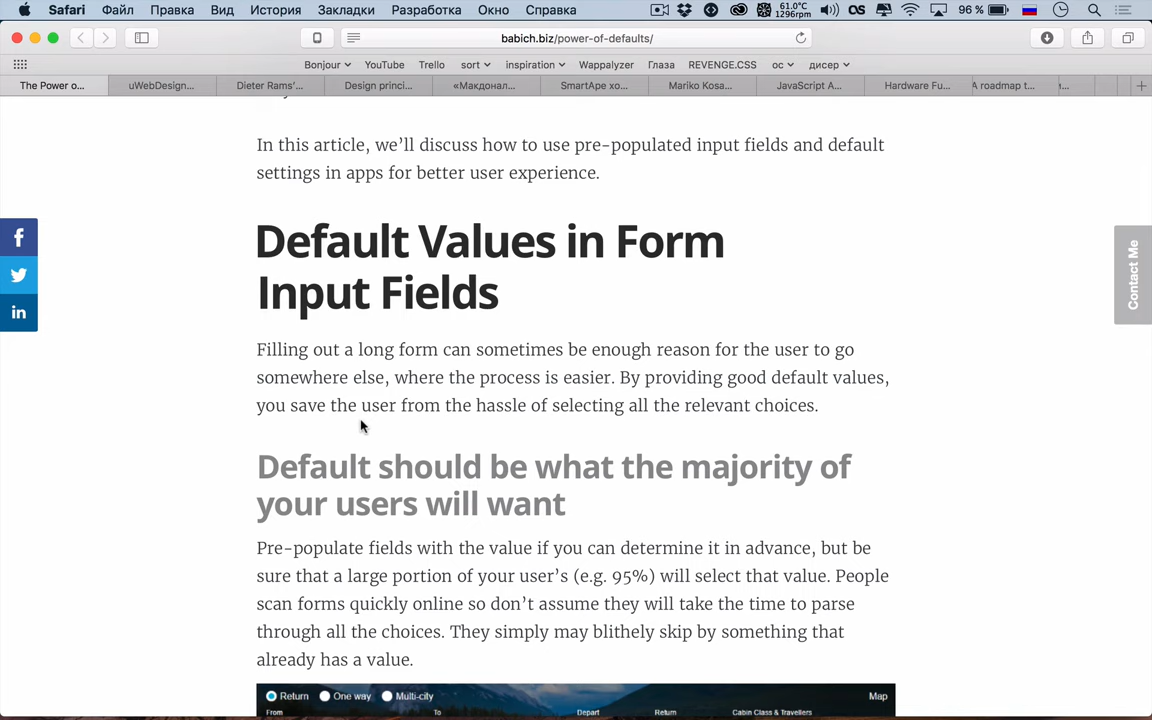 Safari Файл Правка Вид История Закладки Разработка Окно Справка 61.0°C 1296rpm OS 96 %
babich.biz/power-of-defaults/
Bonjour YouTube Trello sort inspiration Wappalyzer Глаза REVENGE.CSS ос дисер
The Power o... uWebDesign... Dieter Rams'... Design princi... «Макдонал... SmartApe хо... Mariko Kosa... JavaScript A... Hardware Fu... A roadmap t...
In this article, we'll discuss how to use pre-populated input fields and default
settings in apps for better user experience.
Default Values in Form
Input Fields
Contact Me
Filling out a long form can sometimes be enough reason for the user to go
somewhere else, where the process is easier. By providing good default values,
you save the user from the hassle of selecting all the relevant choices.
Default should be what the majority of
your users will want
Pre-populate fields with the value if you can determine it in advance, but be
sure that a large portion of your user's (e.g. 95%) will select that value. People
scan forms quickly online so don't assume they will take the time to parse
through all the choices. They simply may blithely skip by something that
already has a value.
Return One way Multi-city Map
From To Depart Return Cabin Class & Travellers